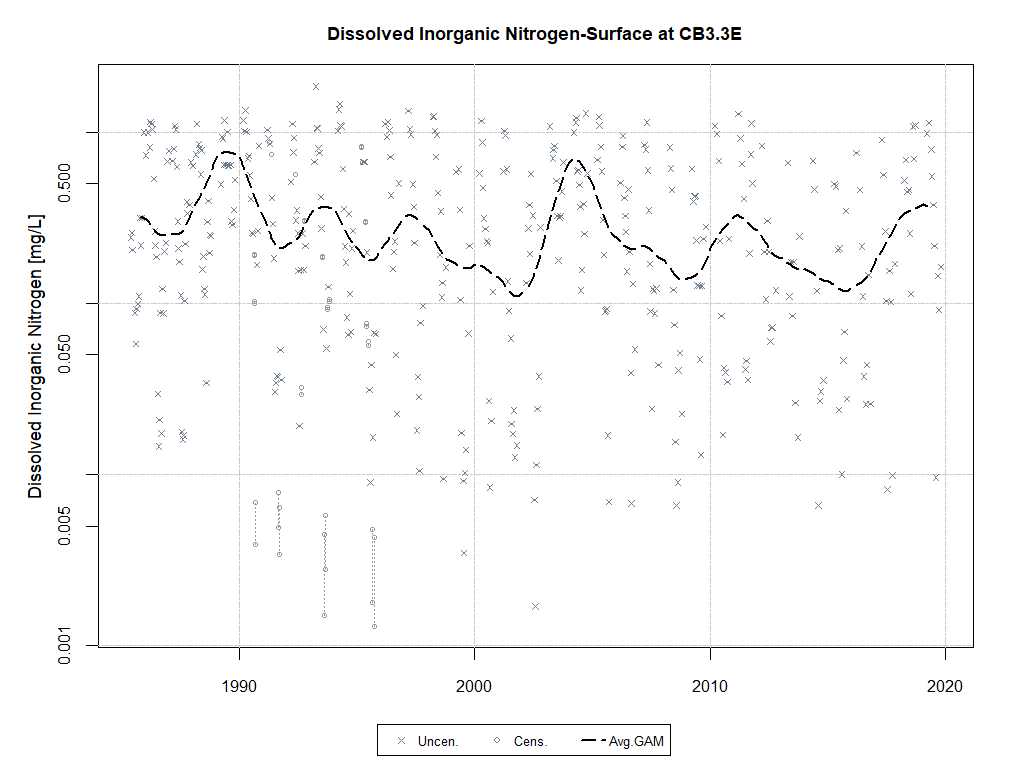 Dissolved Inorganic Nitrogen-Surface at CB3.3E
Dissolved Inorganic Nitrogen [mg/L]
0.500
0.050
0.005
0.001
1990 2000 2010 2020
Uncen. Cens. Avg.GAM